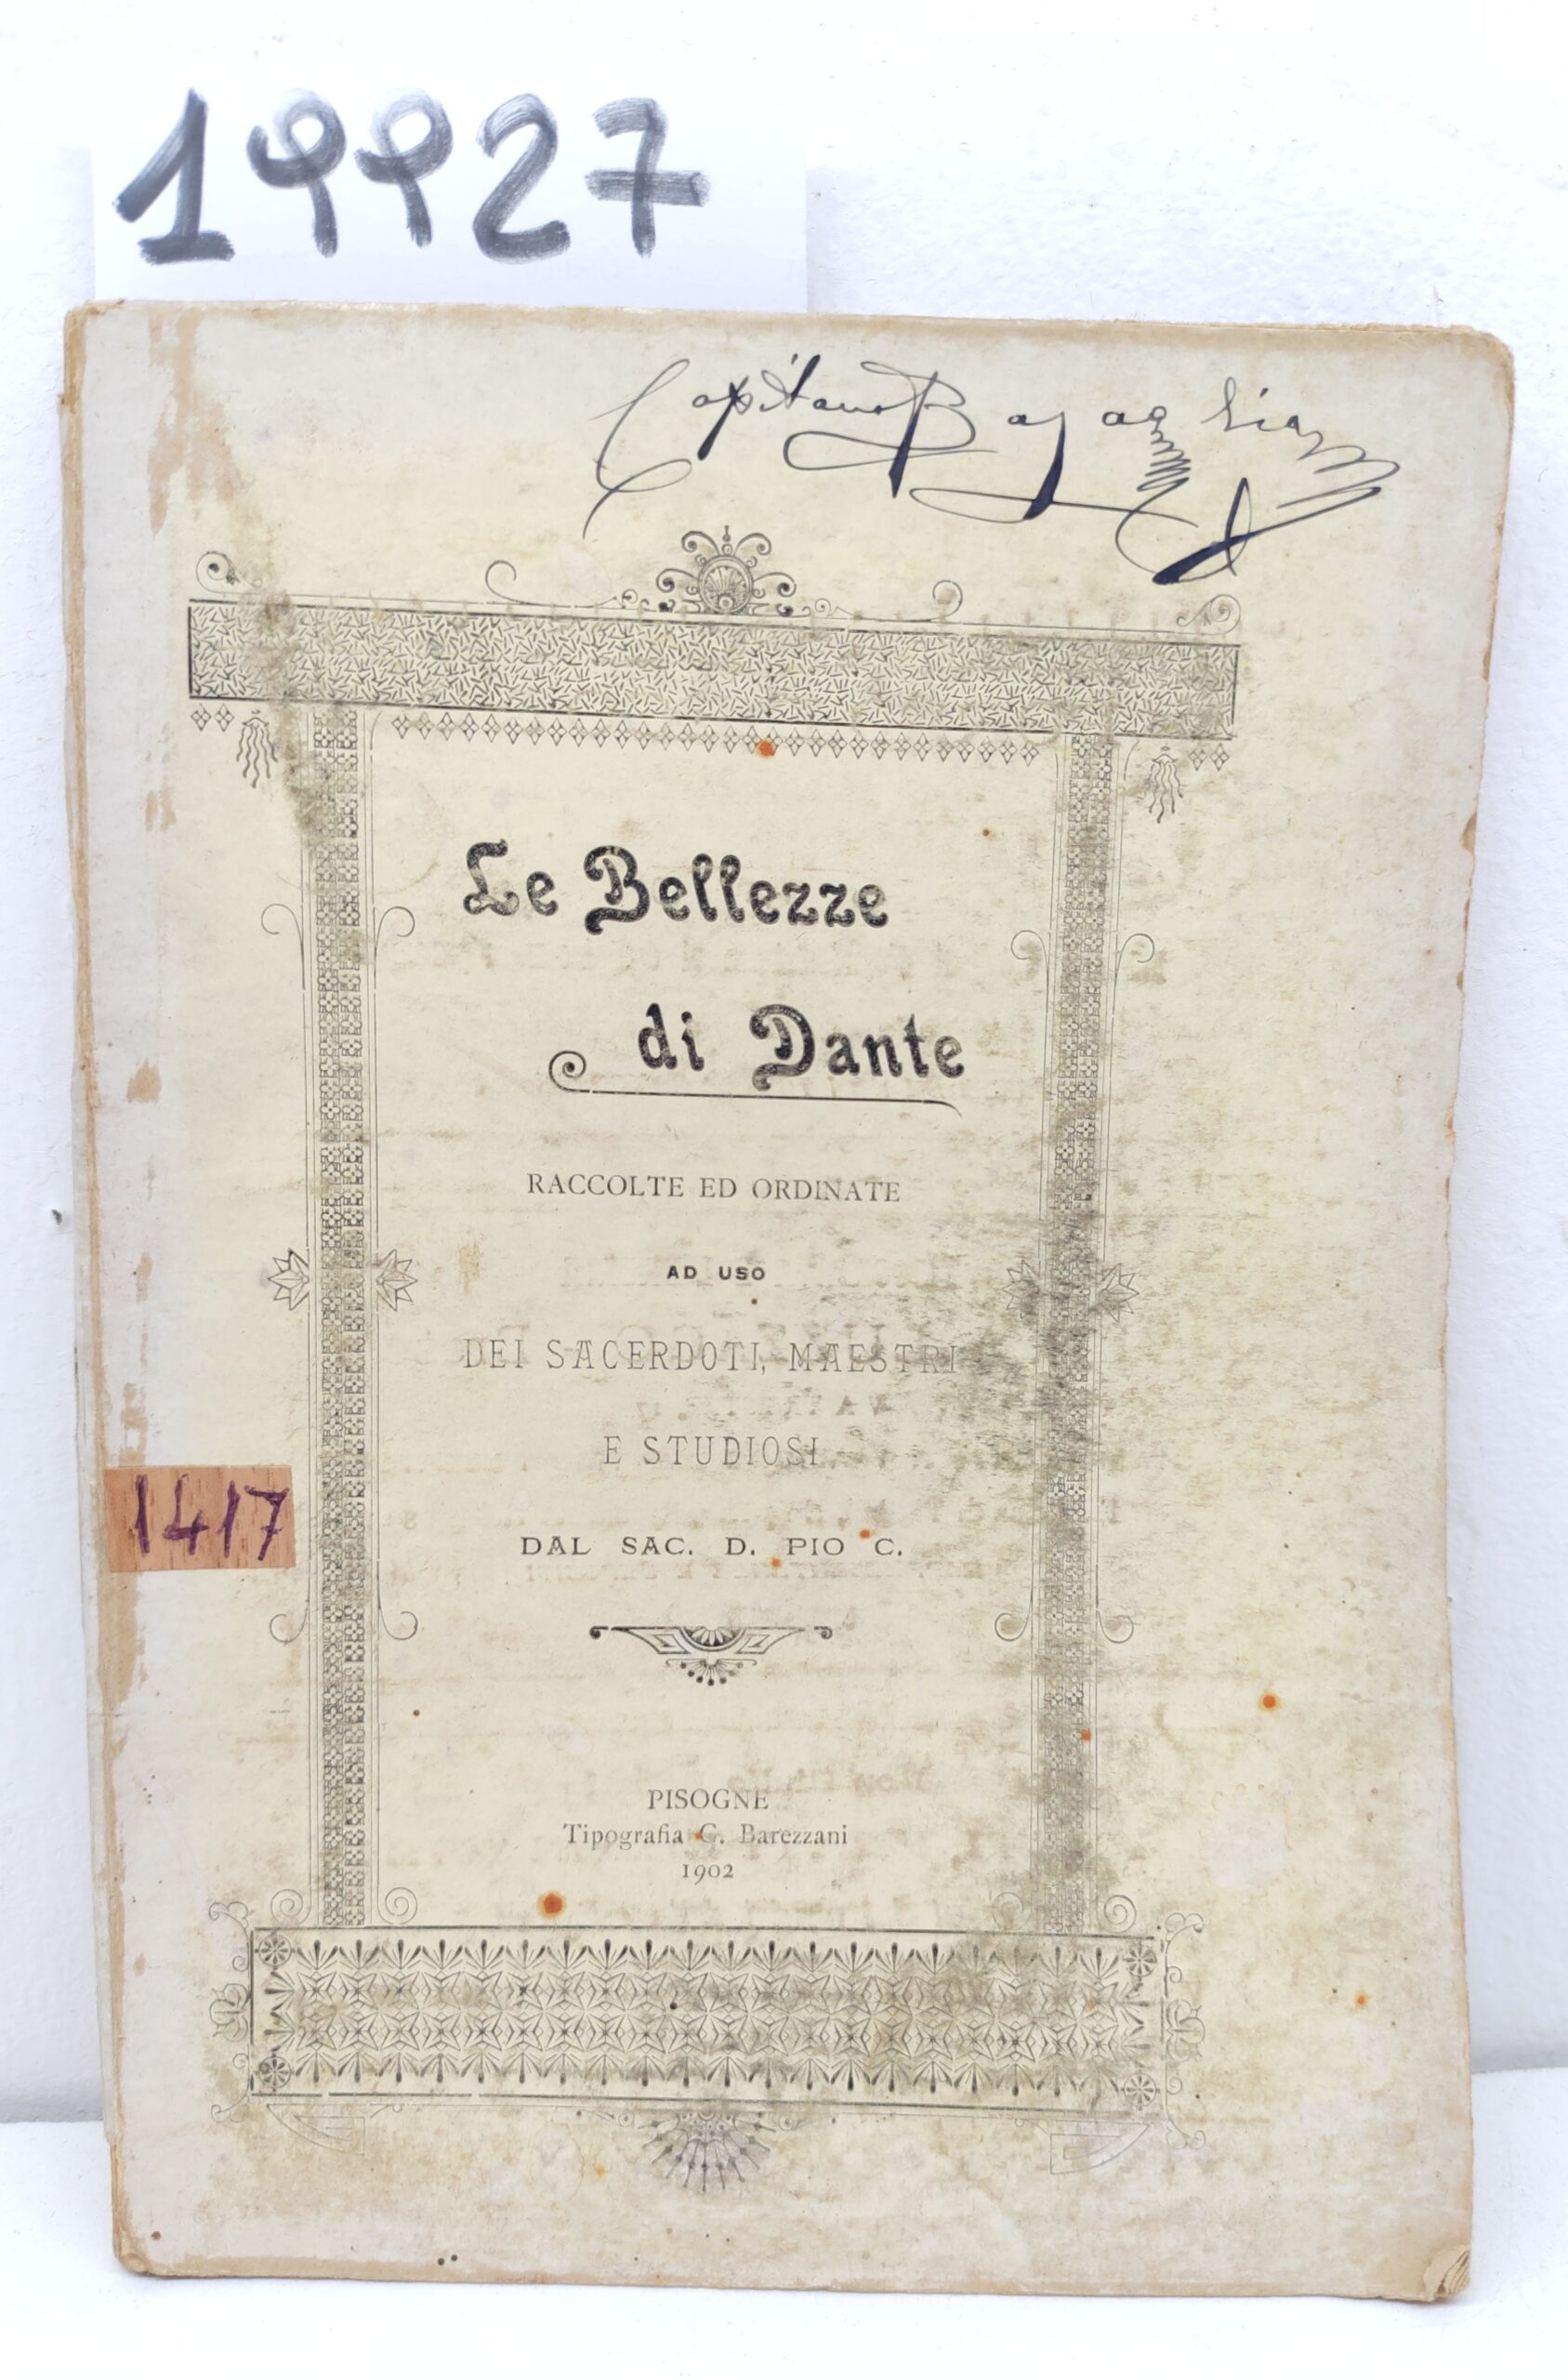 19927
Capitano
Le Bellezze
di Dante
RACCOLTE ED ORDINATE
AD USO
DEI SACERDOTI, MAESTRI
E STUDIOSI
1417
DAL SAC. D. PIO C.
PISOGNE
Tipografia G. Barezzani
1902